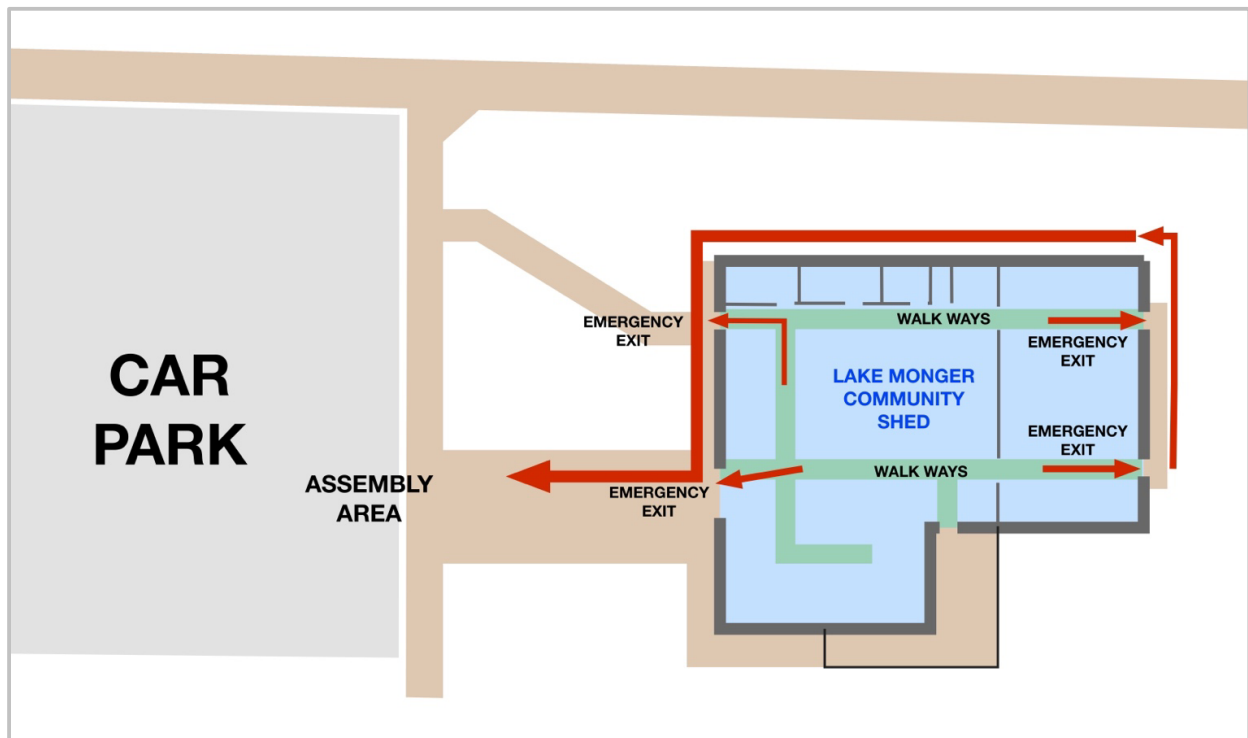 CAR
PARK
ASSEMBLY
AREA
EMERGENCY
EXIT
EMERGENCY
EXIT
WALK WAYS
EMERGENCY
EXIT
LAKE MONGER
COMMUNITY
SHED
EMERGENCY
EXIT
WALK WAYS